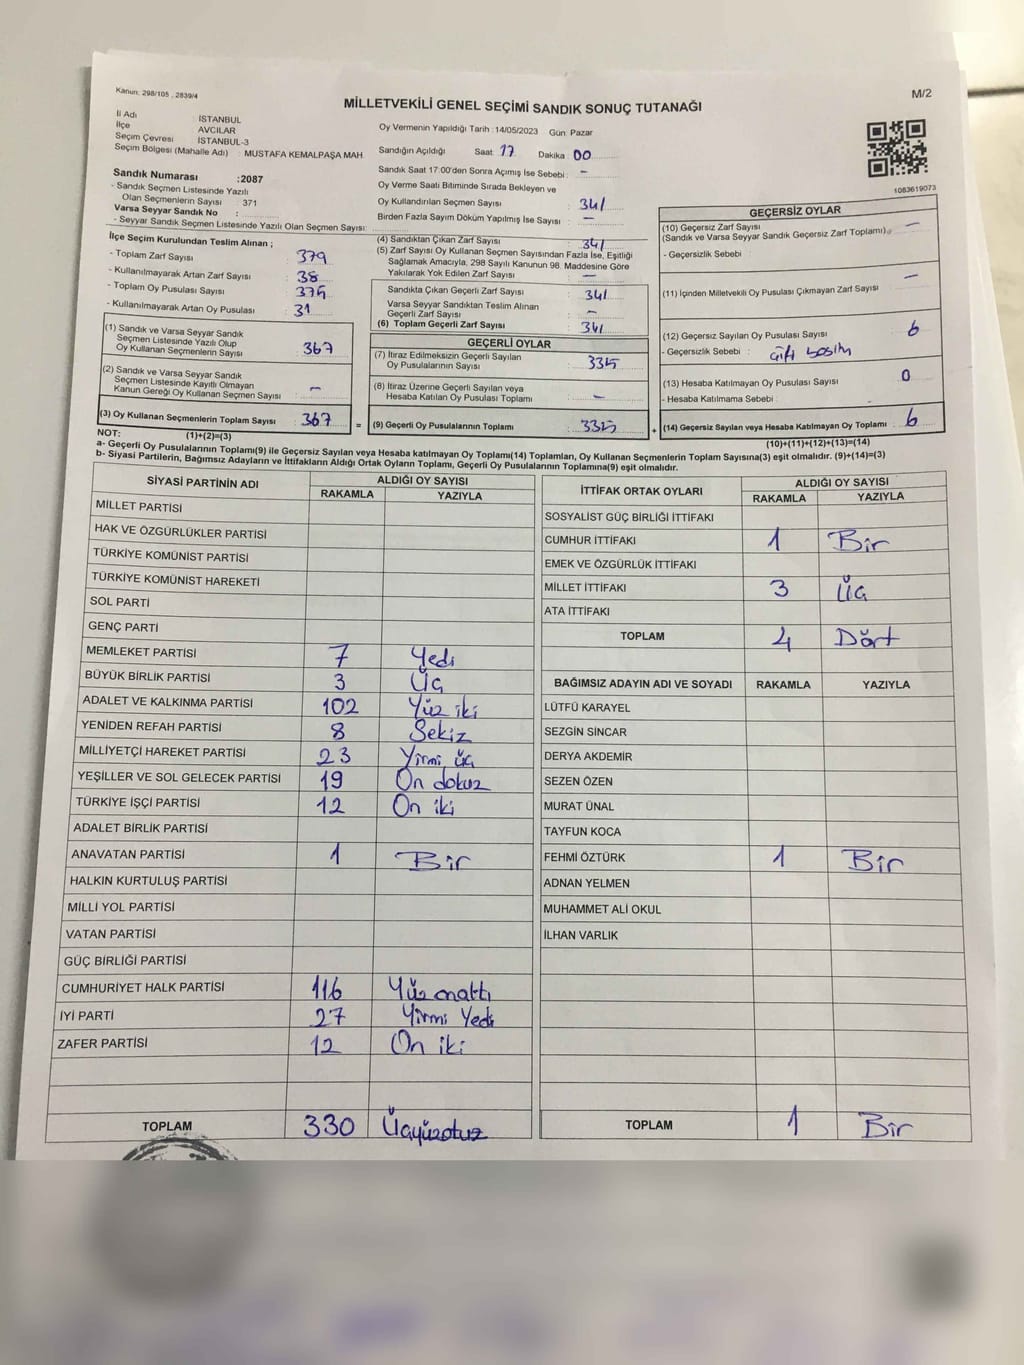 Kanun: 298/105, 2839/4
M/2
MİLLETVEKİLİ GENEL SEÇİMİ SANDIK SONUÇ TUTANAĞI
İl Adı : İSTANBUL
İlçe AVCILAR
Seçim Çevresi : İSTANBUL-3
Seçim Bölgesi (Mahalle Adı) : MUSTAFA KEMALPAŞA MAH.
Sandık Numarası :2087
- Sandık Seçmen Listesinde Yazılı
Olan Seçmenlerin Sayısı : 371
Varsa Seyyar Sandık No :
- Seyyar Sandık Seçmen Listesinde Yazılı Olan Seçmen Sayısı:
Oy Vermenin Yapıldığı Tarih : 14/05/2023 Gün: Pazar
Sandığın Açıldığı Saat 17 Dakika : 00
Sandık Saat 17:00'den Sonra Açımış İse Sebebi : -
Oy Verme Saati Bitiminde Sırada Bekleyen ve
Oy Kullandırılan Seçmen Sayısı : 341
Birden Fazla Sayım Döküm Yapılmış İse Sayısı : -
1083619073
İlçe Seçim Kurulundan Teslim Alınan ;
- Toplam Zarf Sayısı : 379
- Kullanılmayarak Artan Zarf Sayısı : 38
- Toplam Oy Pusulası Sayısı : 375
- Kullanılmayarak Artan Oy Pusulası : 31
(1) Sandık ve Varsa Seyyar Sandık
Seçmen Listesinde Yazılı Olup
Oy Kullanan Seçmenlerin Sayısı : 367
(2) Sandık ve Varsa Seyyar Sandık
Seçmen Listesinde Kayıtlı Olmayan
Kanun Gereği Oy Kullanan Seçmen Sayısı : -
(3) Oy Kullanan Seçmenlerin Toplam Sayısı : 367
(4) Sandıktan Çıkan Zarf Sayısı : 341
(5) Zarf Sayısı Oy Kullanan Seçmen Sayısından Fazla İse, Eşitliği
Sağlamak Amacıyla, 298 Sayılı Kanunun 98. Maddesine Göre
Yakılarak Yok Edilen Zarf Sayısı : -
Sandıkta Çıkan Geçerli Zarf Sayısı : 341
Varsa Seyyar Sandıktan Teslim Alınan
Geçerli Zarf Sayısı : -
(6) Toplam Geçerli Zarf Sayısı : 341
GEÇERLİ OYLAR
(7) İtiraz Edilmeksizin Geçerli Sayılan
Oy Pusulalarının Sayısı : 335
(8) İtiraz Üzerine Geçerli Sayılan veya
Hesaba Katılan Oy Pusulası Toplamı : -
= (9) Geçerli Oy Pusulalarının Toplamı : 335
GEÇERSİZ OYLAR
(10) Geçersiz Zarf Sayısı
(Sandık ve Varsa Seyyar Sandık Geçersiz Zarf Toplamı) -
- Geçersizlik Sebebi :
(11) İçinden Milletvekili Oy Pusulası Çıkmayan Zarf Sayısı -
(12) Geçersiz Sayılan Oy Pusulası Sayısı : 6
- Geçersizlik Sebebi : çift basım
(13) Hesaba Katılmayan Oy Pusulası Sayısı : 0
- Hesaba Katılmama Sebebi :
+ (14) Geçersiz Sayılan veya Hesaba Katılmayan Oy Toplamı : 6
NOT: (1)+(2)=(3)
(10)+(11)+(12)+(13)=(14)
a- Geçerli Oy Pusulalarının Toplamı(9) ile Geçersiz Sayılan veya Hesaba katılmayan Oy Toplamı(14) Toplamları, Oy Kullanan Seçmenlerin Toplam Sayısına(3) eşit olmalıdır. (9)+(14)=(3)
b- Siyasi Partilerin, Bağımsız Adayların ve İttifakların Aldığı Ortak Oyların Toplamı, Geçerli Oy Pusulalarının Toplamına(9) eşit olmalıdır.
SİYASİ PARTİNİN ADI ALDIĞI OY SAYISI
RAKAMLA YAZIYLA
MİLLET PARTİSİ
HAK VE ÖZGÜRLÜKLER PARTİSİ
TÜRKİYE KOMÜNİST PARTİSİ
TÜRKİYE KOMÜNİST HAREKETİ
SOL PARTİ
GENÇ PARTİ
MEMLEKET PARTİSİ 7 Yedi
BÜYÜK BİRLİK PARTİSİ 3 Üç
ADALET VE KALKINMA PARTİSİ 102 Yüz iki
YENİDEN REFAH PARTİSİ 8 Sekiz
MİLLİYETÇİ HAREKET PARTİSİ 23 Yirmi üç
YEŞİLLER VE SOL GELECEK PARTİSİ 19 On dokuz
TÜRKİYE İŞÇİ PARTİSİ 12 On iki
ADALET BİRLİK PARTİSİ
ANAVATAN PARTİSİ 1 Bir
HALKIN KURTULUŞ PARTİSİ
MİLLİ YOL PARTİSİ
VATAN PARTİSİ
GÜÇ BİRLİĞİ PARTİSİ
CUMHURİYET HALK PARTİSİ 116 Yüz onaltı
İYİ PARTİ 27 Yirmi Yedi
ZAFER PARTİSİ 12 On iki
TOPLAM 330 Üçyüzotuz
İTTİFAK ORTAK OYLARI ALDIĞI OY SAYISI
RAKAMLA YAZIYLA
SOSYALİST GÜÇ BİRLİĞİ İTTİFAKI
CUMHUR İTTİFAKI 1 Bir
EMEK VE ÖZGÜRLÜK İTTİFAKI
MİLLET İTTİFAKI 3 Üç
ATA İTTİFAKI
TOPLAM 4 Dört
BAĞIMSIZ ADAYIN ADI VE SOYADI RAKAMLA YAZIYLA
LÜTFÜ KARAYEL
SEZGİN SİNCAR
DERYA AKDEMİR
SEZEN ÖZEN
MURAT ÜNAL
TAYFUN KOCA
FEHMİ ÖZTÜRK 1 Bir
ADNAN YELMEN
MUHAMMET ALİ OKUL
İLHAN VARLIK
TOPLAM 1 Bir